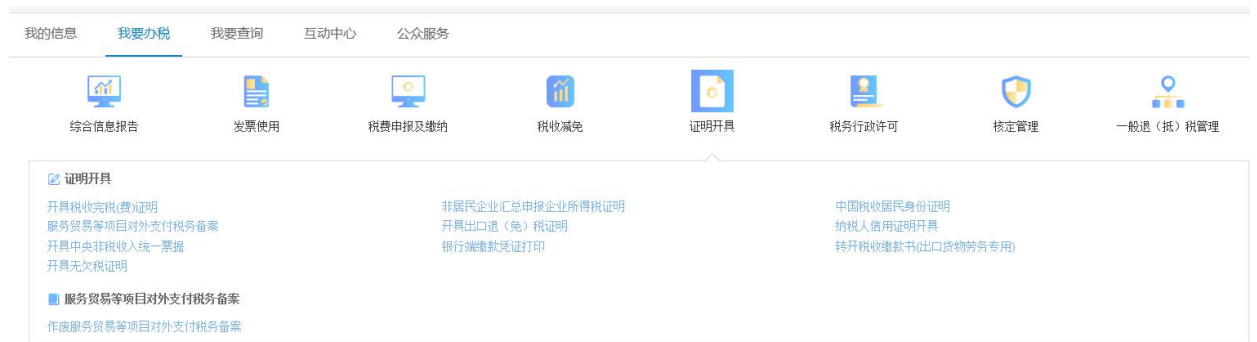 我的信息 我要办税 我要查询 互动中心 公众服务
综合信息报告 发票使用 税费申报及缴纳 税收减免 证明开具 税务行政许可 核定管理 一般退（抵）税管理
证明开具
开具税收完税(费)证明 非居民企业汇总申报企业所得税证明 中国税收居民身份证明
服务贸易等项目对外支付税务备案 开具出口退（免）税证明 纳税人信用证明开具
开具中央非税收入统一票据 银行端缴款凭证打印 转开税收缴款书(出口货物劳务专用)
开具无欠税证明
服务贸易等项目对外支付税务备案
作废服务贸易等项目对外支付税务备案